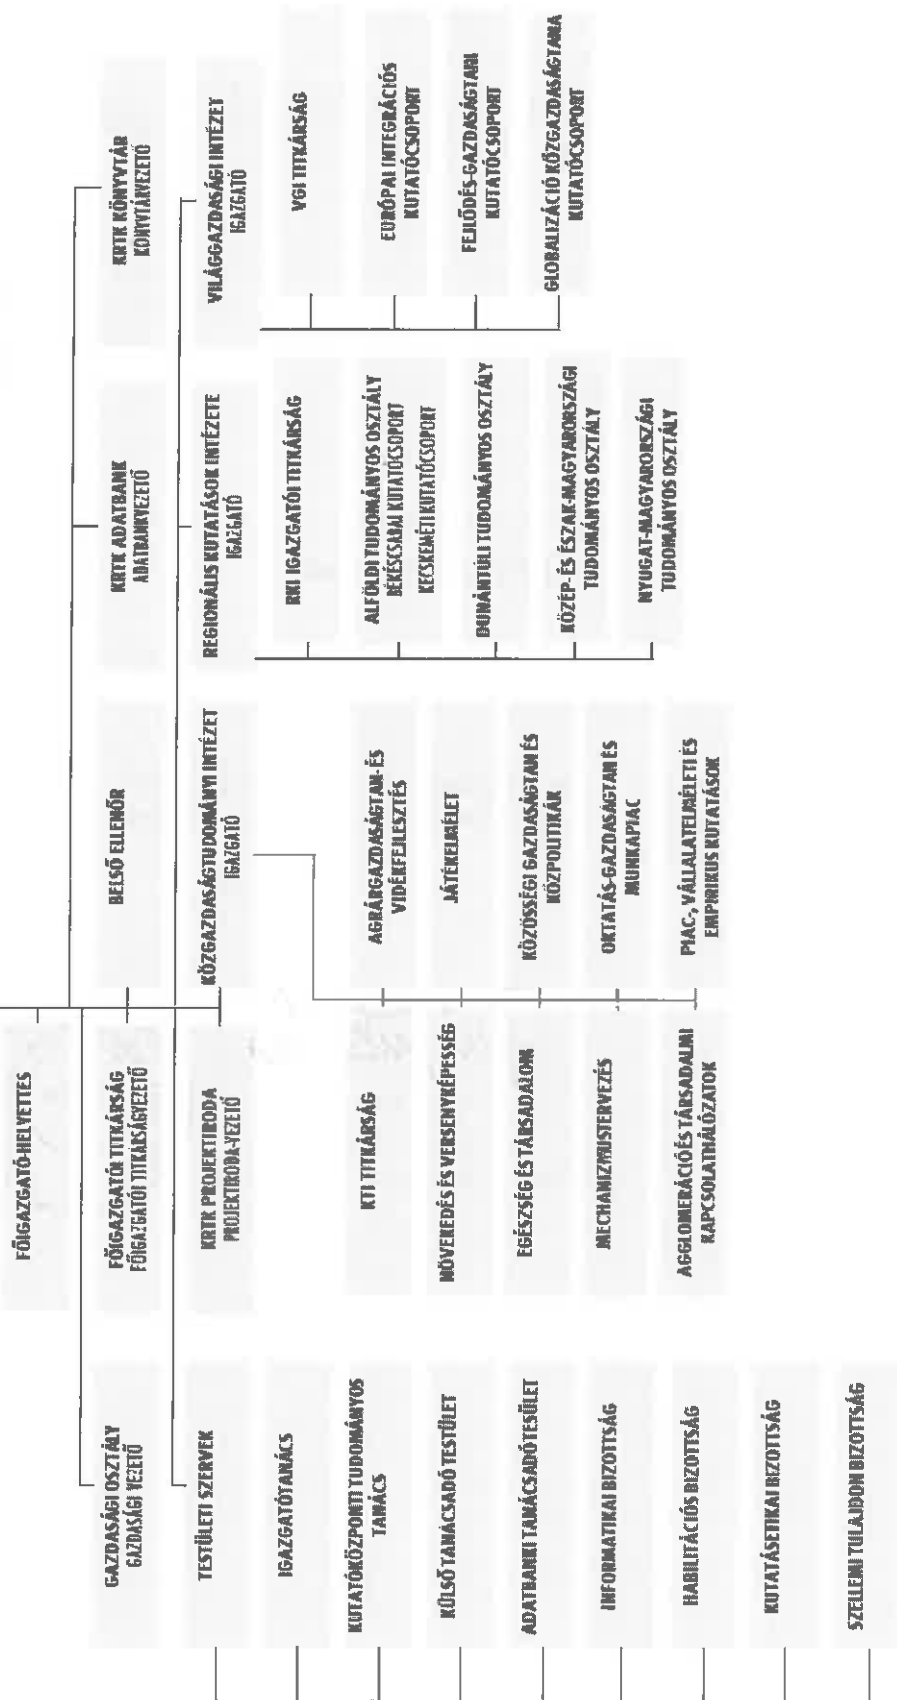 FŐIGAZGATÓ-HELYETTES
GAZDASÁGI OSZTÁLY
GAZDASÁGI VEZETŐ
FŐIGAZGATÓI TITKÁRSÁG
FŐIGAZGATÓI TITKÁRSÁGVEZETŐ
BELSŐ ELLENŐR
KRTK ADATBANK
ADATBANKVEZETŐ
KRTK KÖNYVTÁR
KÖNYVTÁRVEZETŐ
TESTÜLETI SZERVEK
KRTK PROJEKTIRODA
PROJEKTIRODA-VEZETŐ
KÖZGAZDASÁGTUDOMÁNYI INTÉZET
IGAZGATÓ
REGIONÁLIS KUTATÁSOK INTÉZETE
IGAZGATÓ
VILÁGGAZDASÁGI INTÉZET
IGAZGATÓ
IGAZGATÓTANÁCS
KUTATÓKÖZPONTI TUDOMÁNYOS
TANÁCS
KÜLSŐ TANÁCSADÓ TESTÜLET
ADATBANKI TANÁCSADÓ TESÜLET
INFORMATIKAI BIZOTTSÁG
HABILITÁCIÓS BIZOTTSÁG
KUTATÁSETIKAI BIZOTTSÁG
SZELLEMI TULAJDON BIZOTTSÁG
KTI TITKÁRSÁG
NÖVEKEDÉS ÉS VERSENYKÉPESSÉG
EGÉSZSÉG ÉS TÁRSADALOM
MECHANIZMUSTERVEZÉS
AGGLOMERÁCIÓ ÉS TÁRSADALMI
KAPCSOLATHÁLÓZATOK
AGRÁRGAZDASÁGTAN- ÉS
VIDÉKFEJLESZTÉS
JÁTÉKELMÉLET
KÖZÖSSÉGI GAZDASÁGTAN ÉS
KÖZPOLITIKÁK
OKTATÁS-GAZDASÁGTAN ÉS
MUNKAPIAC
PIAC-, VÁLLALATELMÉLETI ÉS
EMPIRIKUS KUTATÁSOK
RKI IGAZGATÓI TITKÁRSÁG
ALFÖLDI TUDOMÁNYOS OSZTÁLY
BÉKÉSCSABAI KUTATÓCSOPORT
KECSKEMÉTI KUTATÓCSOPORT
DUNÁNTÚLI TUDOMÁNYOS OSZTÁLY
KÖZÉP- ÉS ÉSZAK-MAGYARORSZÁGI
TUDOMÁNYOS OSZTÁLY
NYUGAT-MAGYARORSZÁGI
TUDOMÁNYOS OSZTÁLY
VGI TITKÁRSÁG
EURÓPAI INTEGRÁCIÓS
KUTATÓCSOPORT
FEJLŐDÉS-GAZDASÁGTANI
KUTATÓCSOPORT
GLOBALIZÁCIÓ KÖZGAZDASÁGTANA
KUTATÓCSOPORT